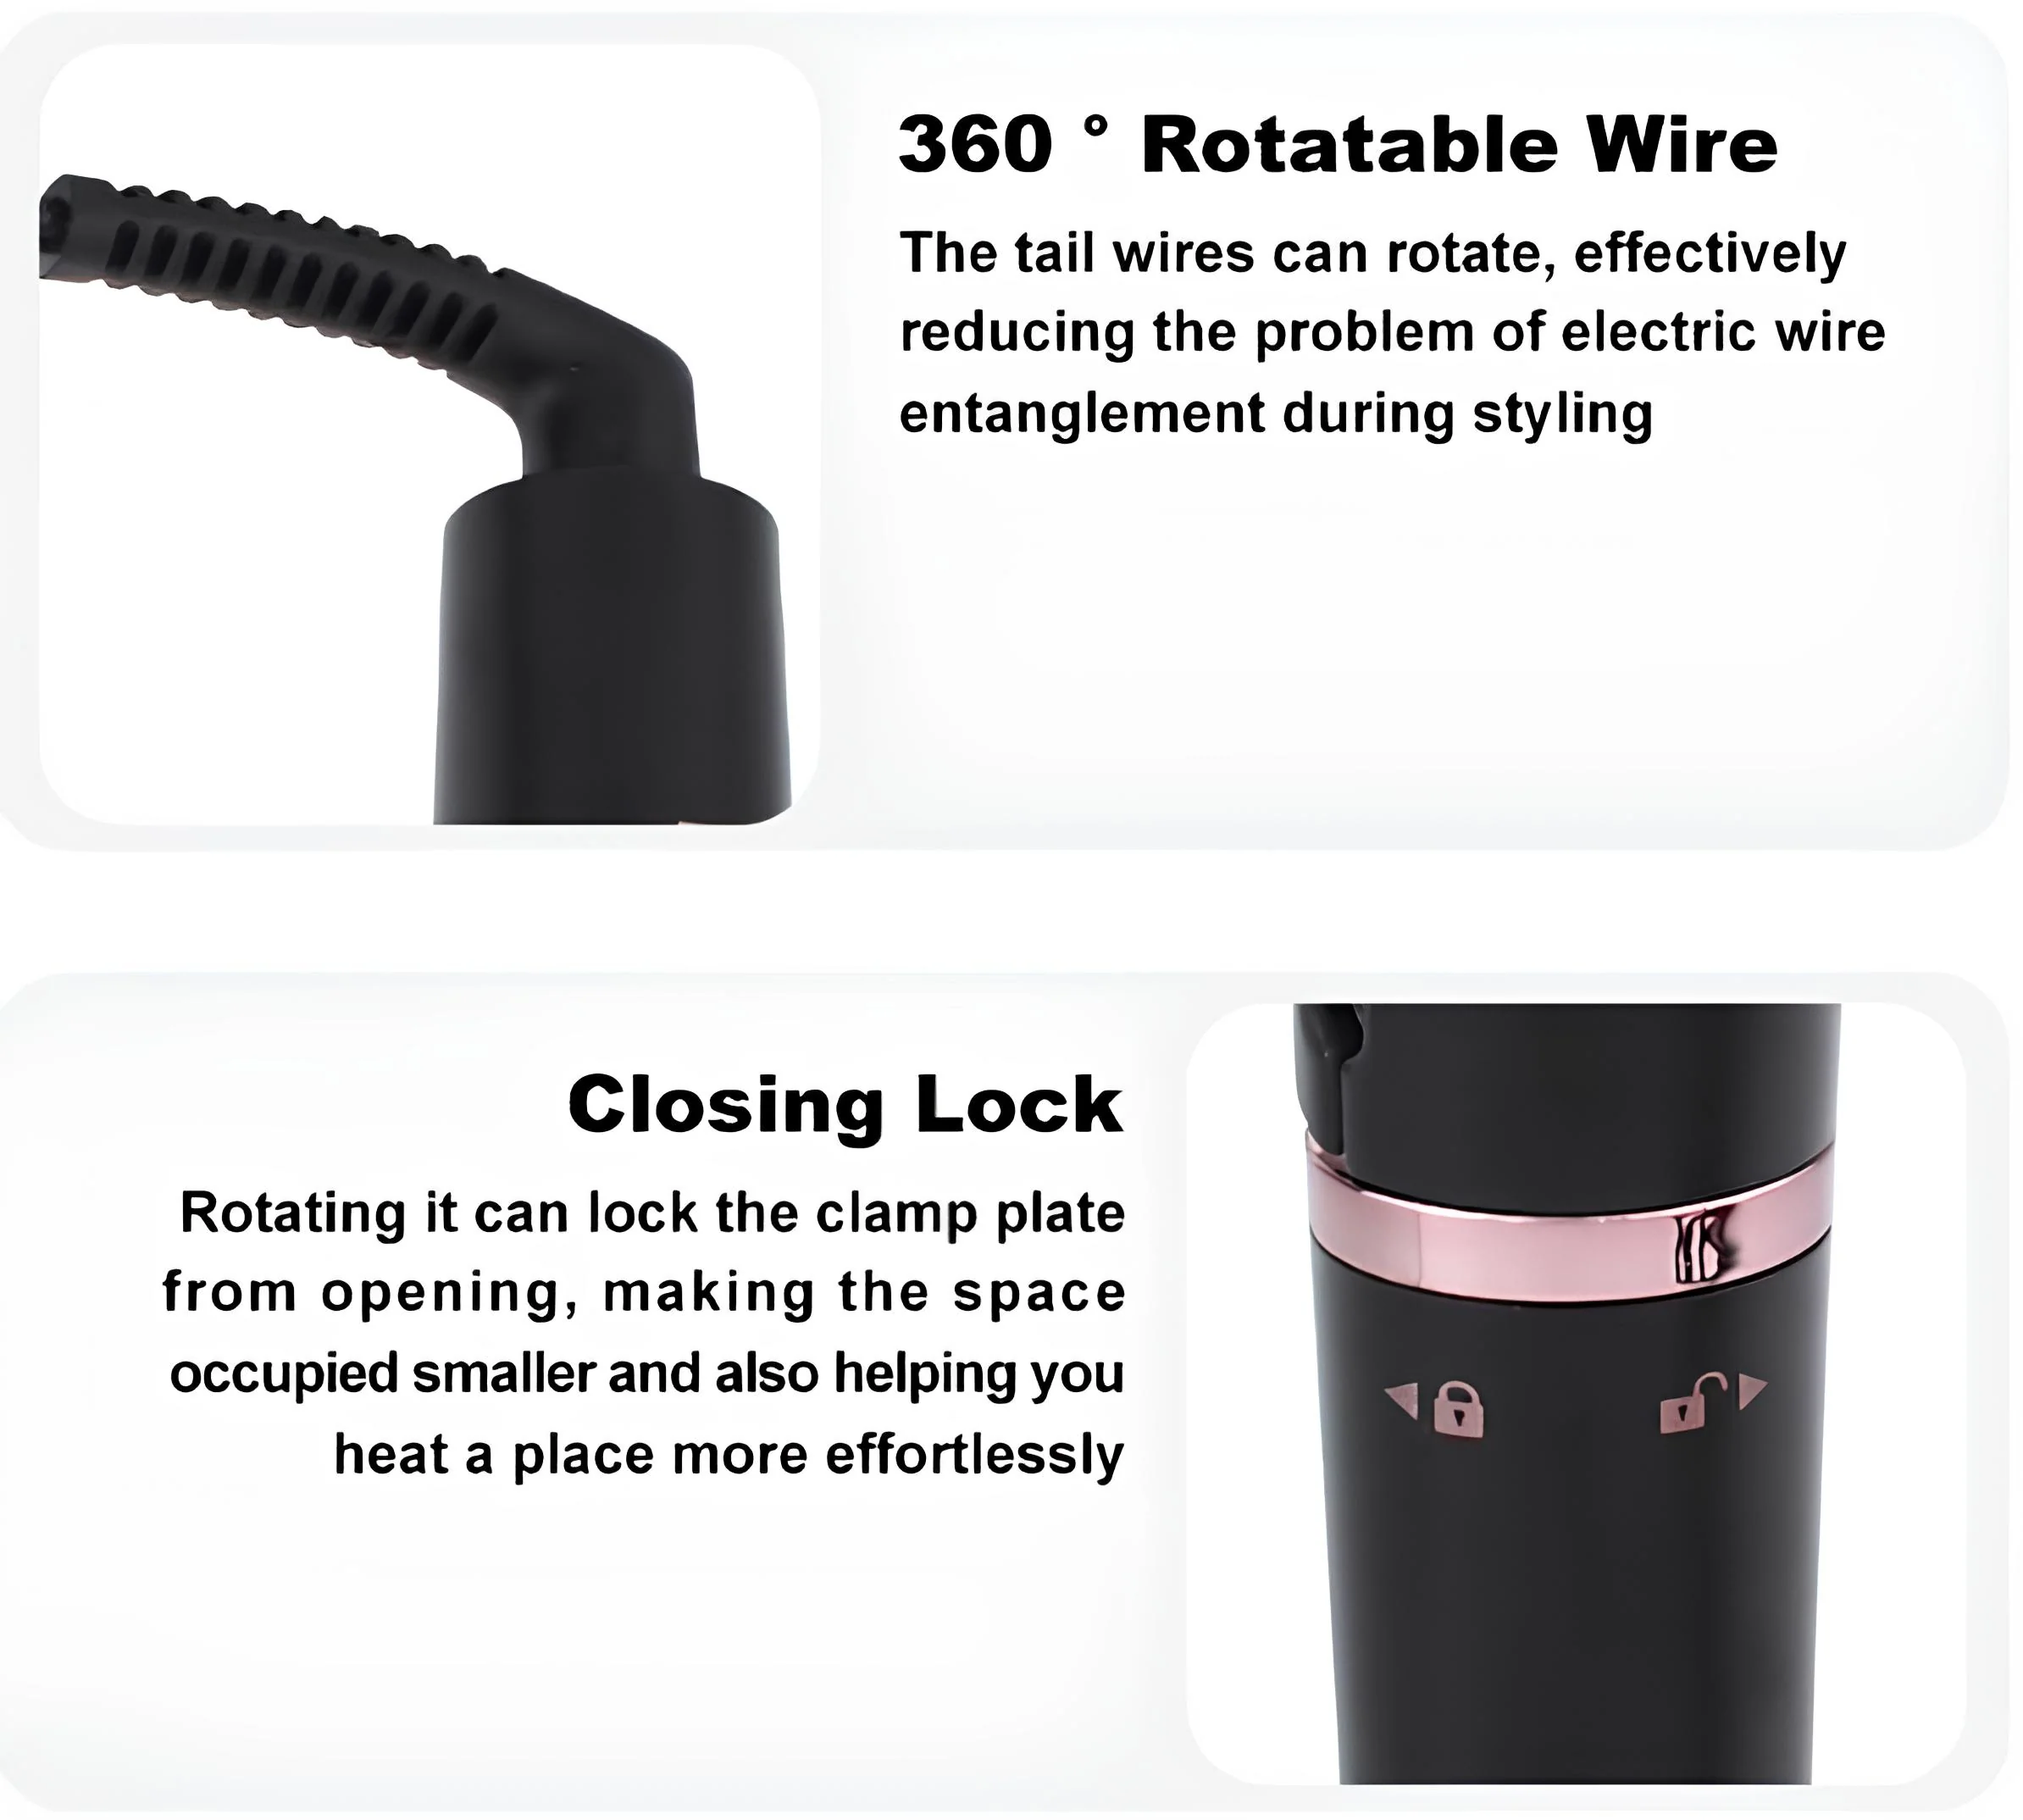 360 ° Rotatable Wire
The tail wires can rotate, effectively
reducing the problem of electric wire
entanglement during styling
Closing Lock
Rotating it can lock the clamp plate
from opening, making the space
occupied smaller and also helping you
heat a place more effortlessly